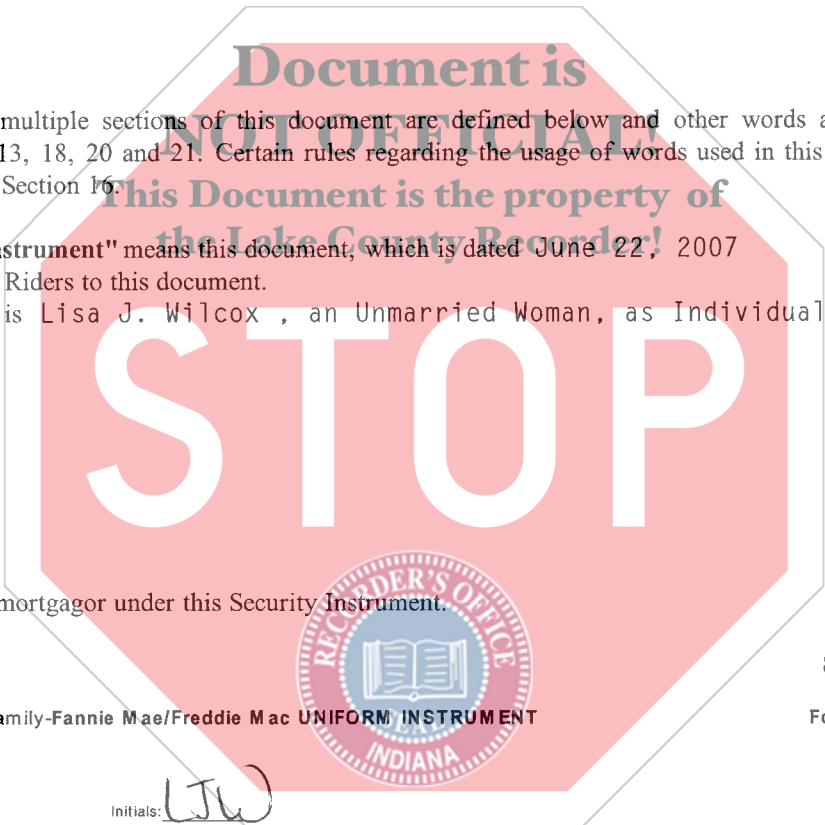 Document is
multiple sections of this document are defined below and other words a
NOT OFFICIAL!
13, 18, 20 and 21. Certain rules regarding the usage of words used in this
Section 16.
This Document is the property of
the Lake County Recorder!
strument" means this document, which is dated June 22, 2007
Riders to this document.
is Lisa J. Wilcox , an Unmarried Woman, as Individual
STOP
mortgagor under this Security Instrument.
RECORDER'S OFFICE
SEAL
INDIANA
amily-Fannie Mae/Freddie Mac UNIFORM INSTRUMENT
Fo
Initials: LJW